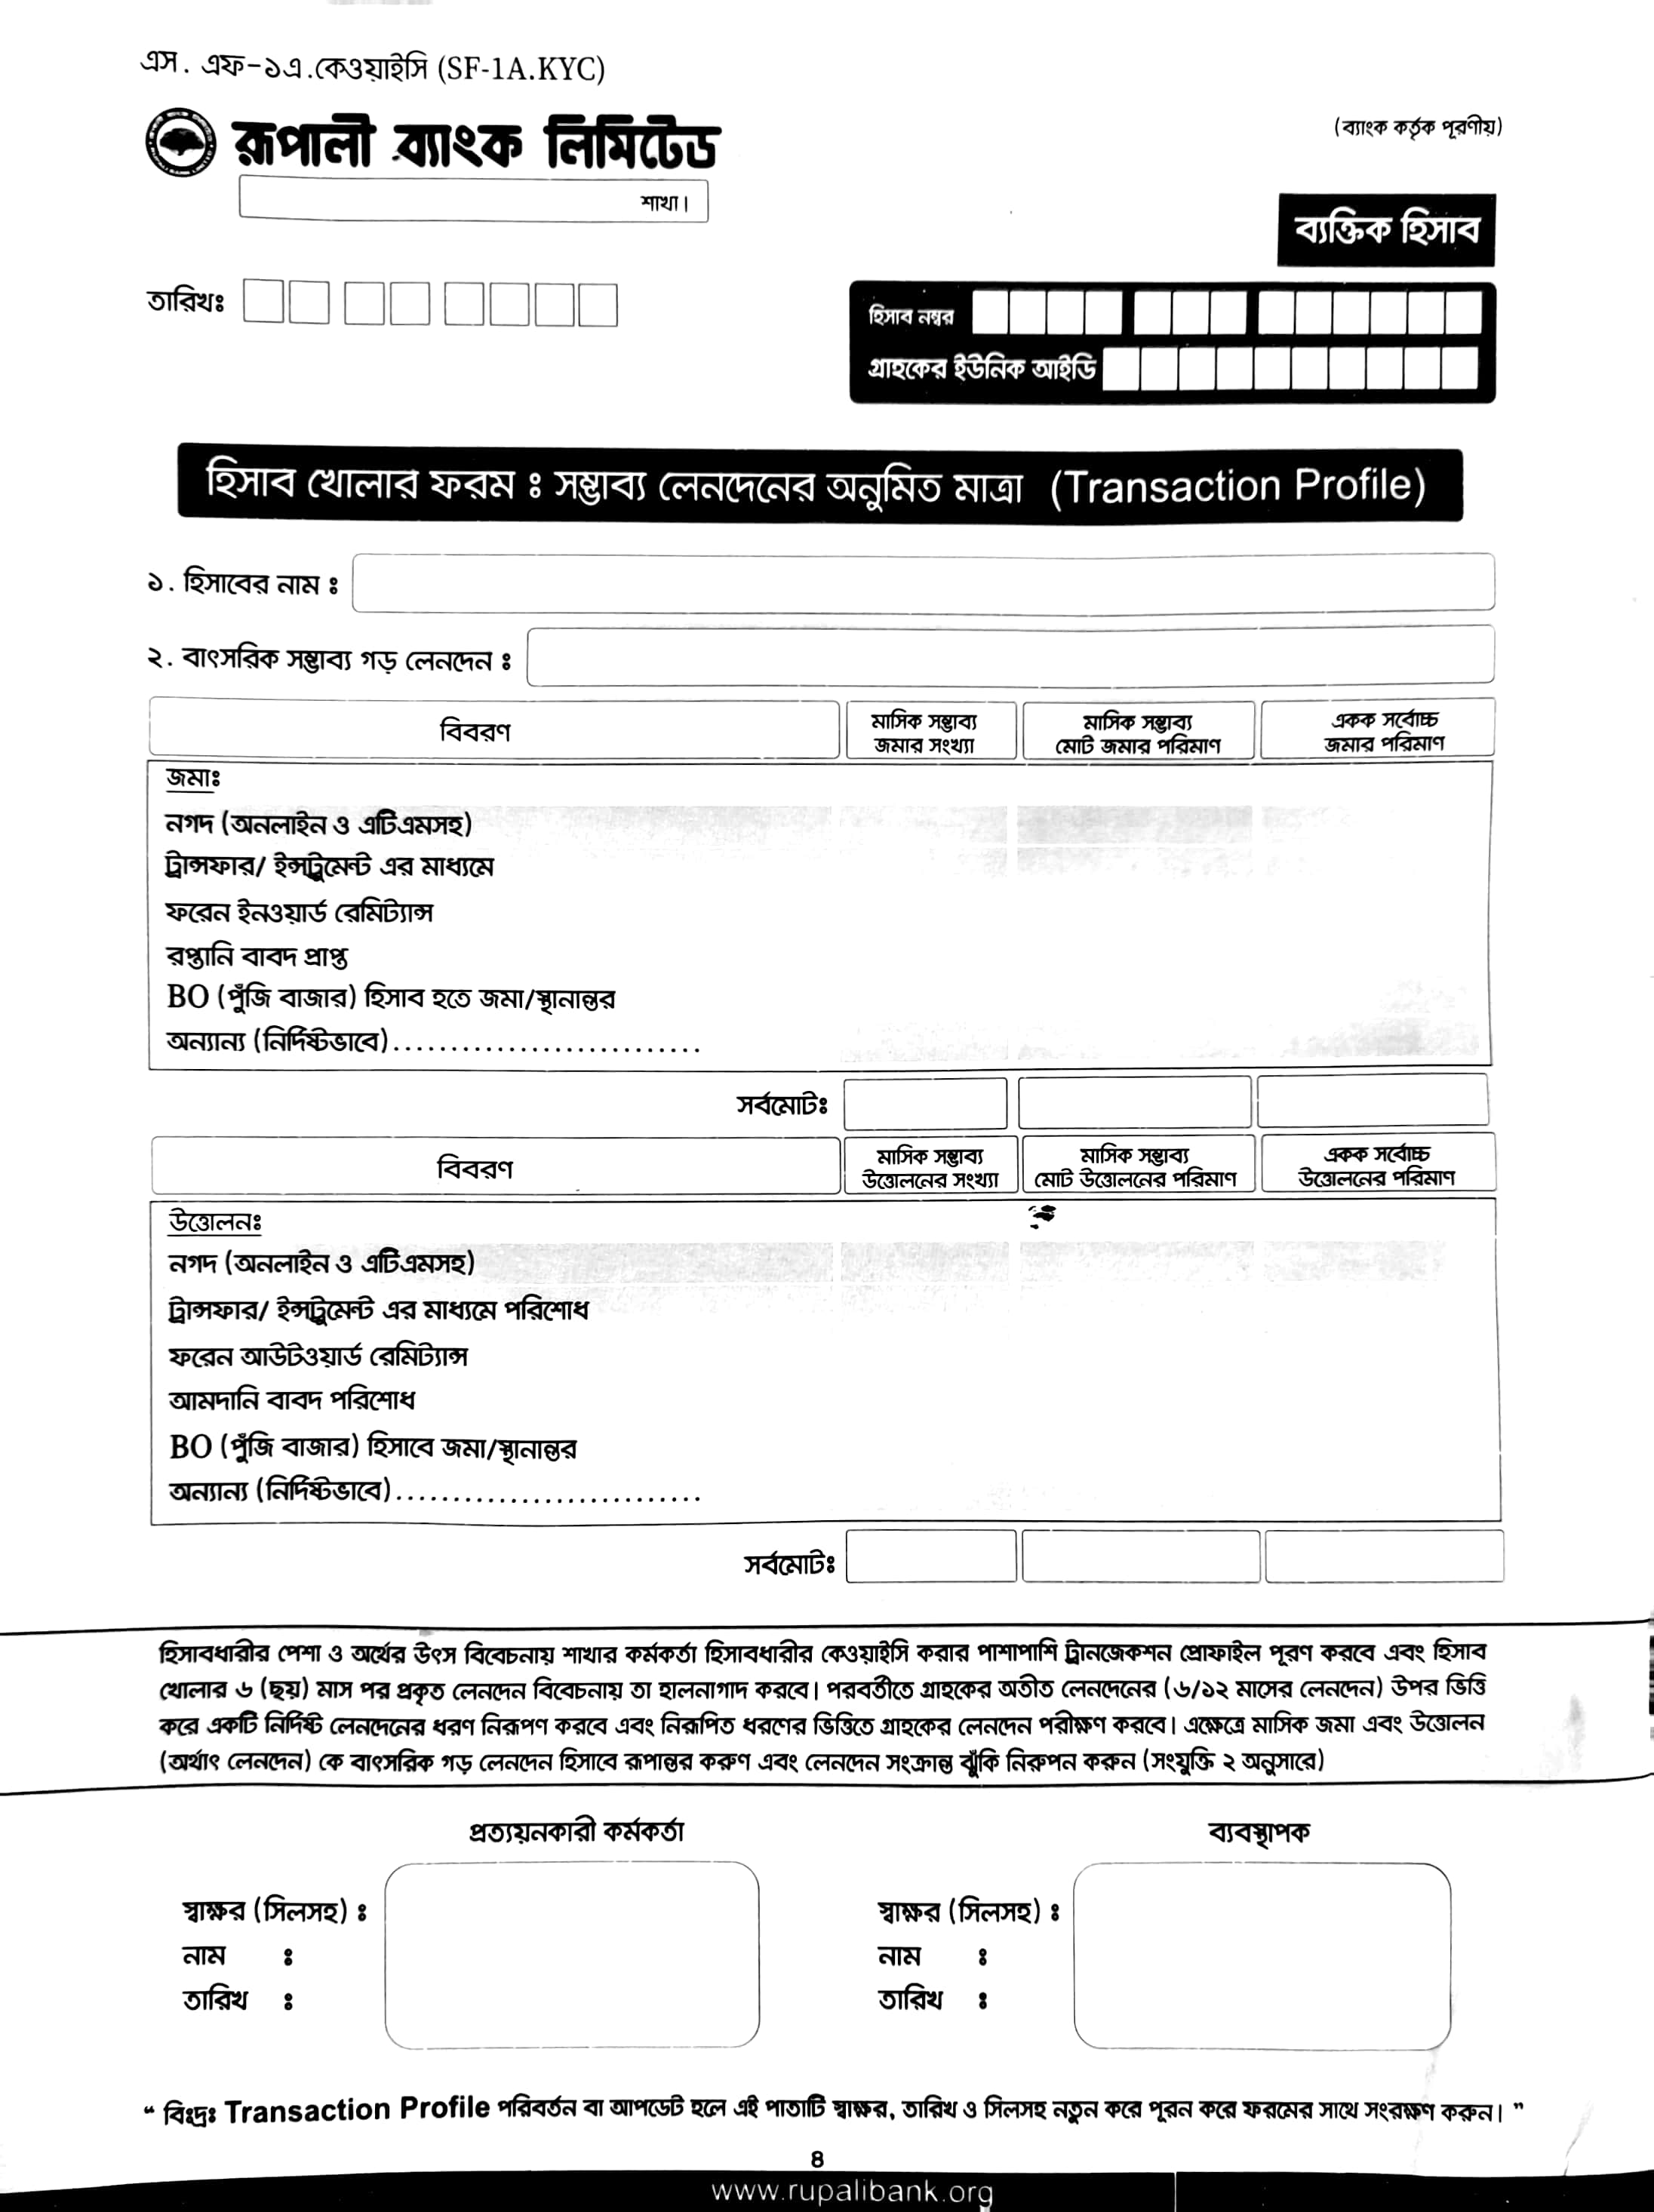 এস. এফ-১এ.কেওয়াইসি (SF-1A.KYC)
রূপালী ব্যাংক লিমিটেড
(ব্যাংক কর্তৃক পূরণীয়)
শাখা।
ব্যক্তিক হিসাব
তারিখঃ
হিসাব নম্বর
গ্রাহকের ইউনিক আইডি
হিসাব খোলার ফরম ঃ সম্ভাব্য লেনদেনের অনুমিত মাত্রা (Transaction Profile)
১. হিসাবের নাম ঃ
২. বাৎসরিক সম্ভাব্য গড় লেনদেন ঃ
বিবরণ
মাসিক সম্ভাব্য
জমার সংখ্যা
মাসিক সম্ভাব্য
মোট জমার পরিমাণ
একক সর্বোচ্চ
জমার পরিমাণ
জমাঃ
নগদ (অনলাইন ও এটিএমসহ)
ট্রান্সফার/ ইন্সট্রুমেন্ট এর মাধ্যমে
ফরেন ইনওয়ার্ড রেমিট্যান্স
রপ্তানি বাবদ প্রাপ্ত
BO (পুঁজি বাজার) হিসাব হতে জমা/স্থানান্তর
অন্যান্য (নির্দিষ্টভাবে)...........................
সর্বমোটঃ
বিবরণ
মাসিক সম্ভাব্য
উত্তোলনের সংখ্যা
মাসিক সম্ভাব্য
মোট উত্তোলনের পরিমাণ
একক সর্বোচ্চ
উত্তোলনের পরিমাণ
উত্তোলনঃ
নগদ (অনলাইন ও এটিএমসহ)
ট্রান্সফার/ ইন্সট্রুমেন্ট এর মাধ্যমে পরিশোধ
ফরেন আউটওয়ার্ড রেমিট্যান্স
আমদানি বাবদ পরিশোধ
BO (পুঁজি বাজার) হিসাবে জমা/স্থানান্তর
অন্যান্য (নির্দিষ্টভাবে)...........................
সর্বমোটঃ
হিসাবধারীর পেশা ও অর্থের উৎস বিবেচনায় শাখার কর্মকর্তা হিসাবধারীর কেওয়াইসি করার পাশাপাশি ট্রানজেকশন প্রোফাইল পূরণ করবে এবং হিসাব
খোলার ৬ (ছয়) মাস পর প্রকৃত লেনদেন বিবেচনায় তা হালনাগাদ করবে। পরবর্তীতে গ্রাহকের অতীত লেনদেনের (৬/১২ মাসের লেনদেন) উপর ভিত্তি
করে একটি নির্দিষ্ট লেনদেনের ধরণ নিরূপণ করবে এবং নিরূপিত ধরণের ভিত্তিতে গ্রাহকের লেনদেন পরীক্ষণ করবে। এক্ষেত্রে মাসিক জমা এবং উত্তোলন
(অর্থাৎ লেনদেন) কে বাৎসরিক গড় লেনদেন হিসাবে রূপান্তর করুণ এবং লেনদেন সংক্রান্ত ঝুঁকি নিরুপন করুন (সংযুক্তি ২ অনুসারে)
প্রত্যয়নকারী কর্মকর্তা
ব্যবস্থাপক
স্বাক্ষর (সিলসহ) ঃ
স্বাক্ষর (সিলসহ) ঃ
নাম ঃ
নাম ঃ
তারিখ ঃ
তারিখ ঃ
“ বিঃদ্রঃ Transaction Profile পরিবর্তন বা আপডেট হলে এই পাতাটি স্বাক্ষর, তারিখ ও সিলসহ নতুন করে পূরন করে ফরমের সাথে সংরক্ষণ করুন। ”
৪
www.rupalibank.org